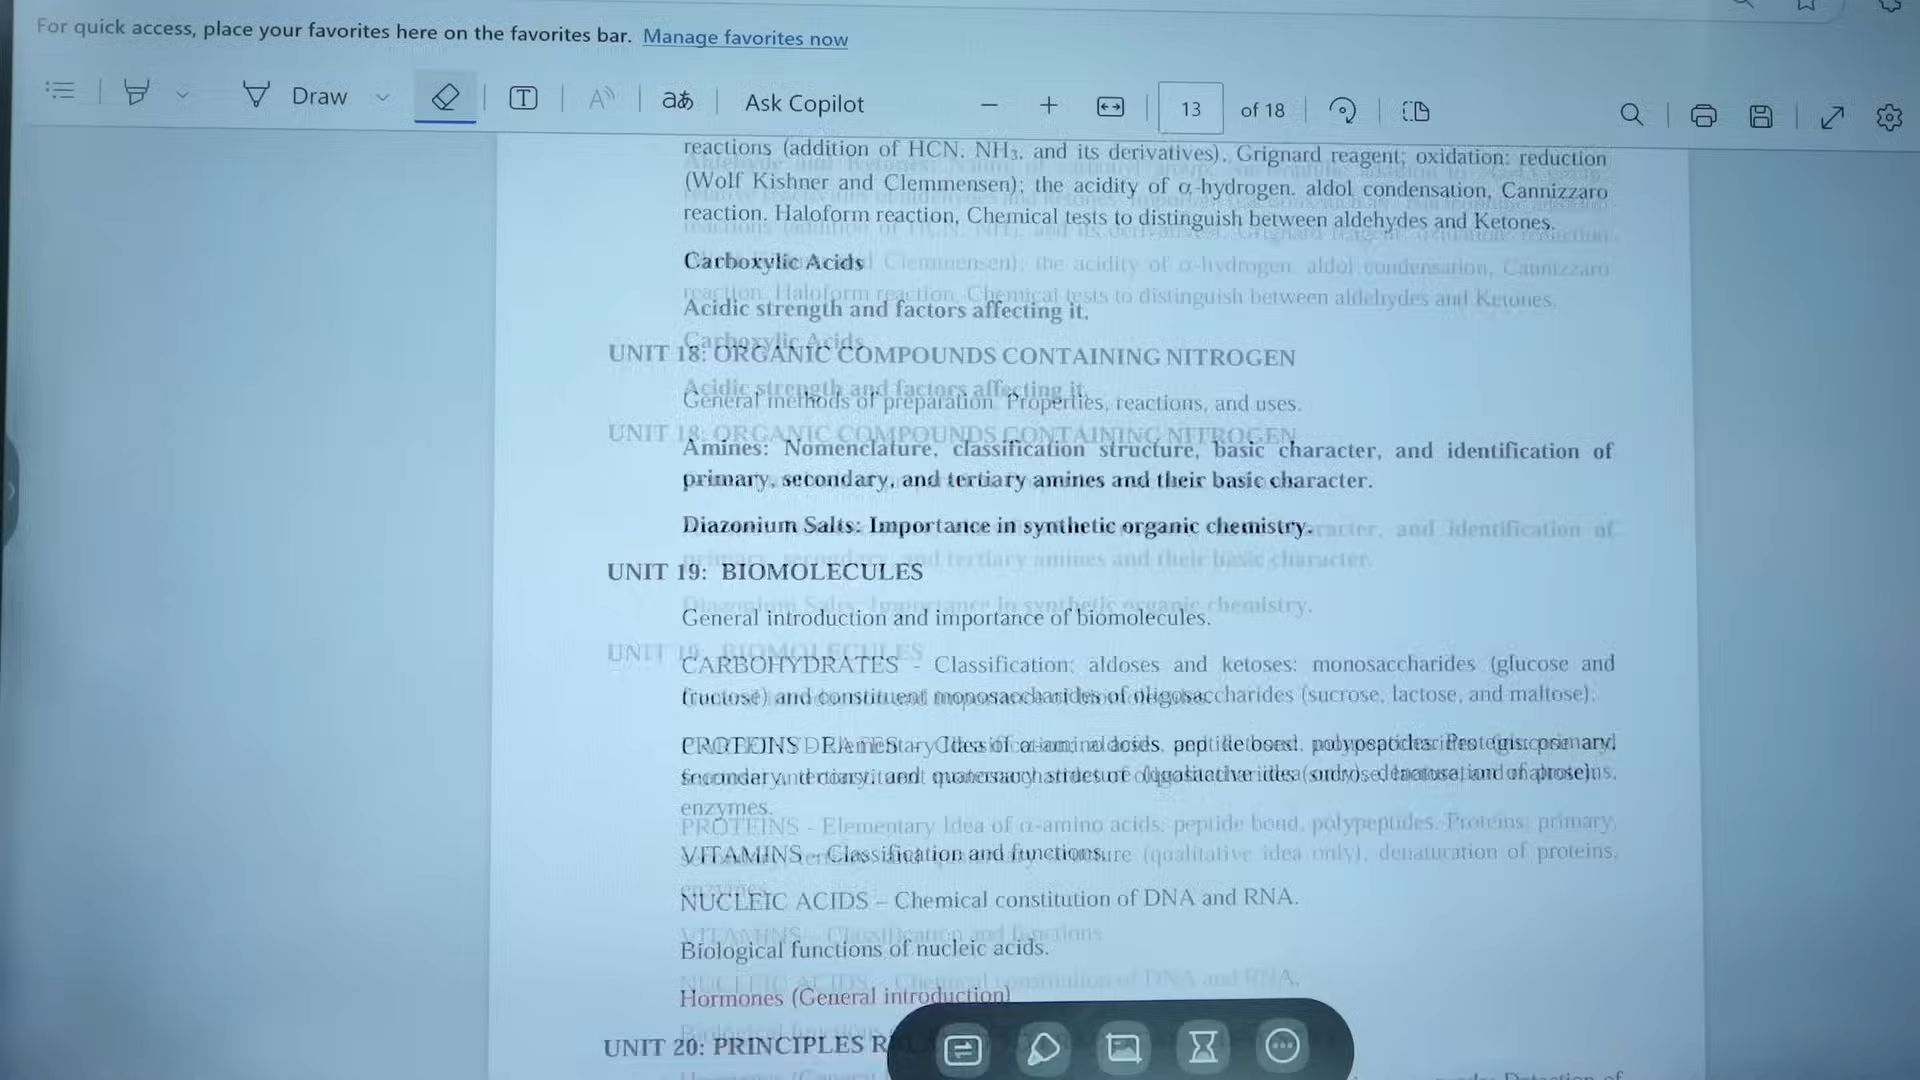 For quick access, place your favorites here on the favorites bar. Manage favorites now
Draw
Ask Copilot
13 of 18
reactions (addition of HCN, NH3, and its derivatives), Grignard reagent; oxidation: reduction
(Wolf Kishner and Clemmensen); the acidity of α-hydrogen. aldol condensation, Cannizzaro
reaction. Haloform reaction, Chemical tests to distinguish between aldehydes and Ketones.
Carboxylic Acids
Acidic strength and factors affecting it.
UNIT 18: ORGANIC COMPOUNDS CONTAINING NITROGEN
General methods of preparation. Properties, reactions, and uses.
Amines: Nomenclature, classification structure, basic character, and identification of
primary, secondary, and tertiary amines and their basic character.
Diazonium Salts: Importance in synthetic organic chemistry.
UNIT 19: BIOMOLECULES
General introduction and importance of biomolecules.
CARBOHYDRATES - Classification; aldoses and ketoses: monosaccharides (glucose and
fructose) and constituent monosaccharides of oligosaccharides (sucrose, lactose, and maltose).
PROTEINS - Elementary Idea of α-amino acids, peptide bond, polypeptides. Proteins: primary,
secondary, tertiary, and quaternary structure (qualitative idea only), denaturation of proteins,
enzymes.
VITAMINS – Classification and functions.
NUCLEIC ACIDS – Chemical constitution of DNA and RNA.
Biological functions of nucleic acids.
Hormones (General introduction)
UNIT 20: PRINCIPLES